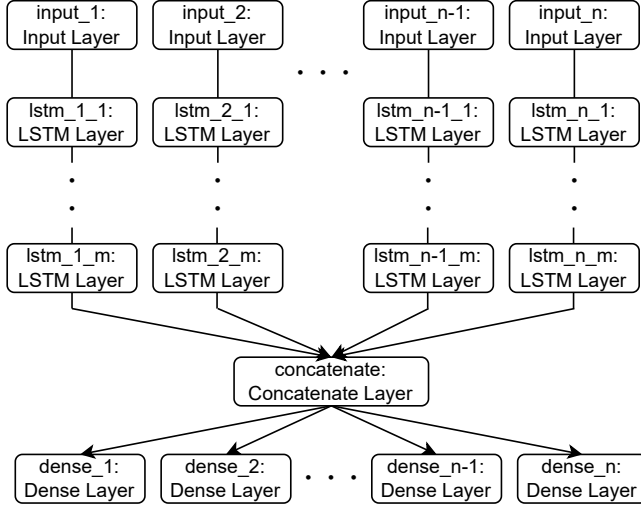 input_1:
Input Layer
input_2:
Input Layer
. . .
input_n-1:
Input Layer
input_n:
Input Layer
lstm_1_1:
LSTM Layer
lstm_2_1:
LSTM Layer
lstm_n-1_1:
LSTM Layer
lstm_n_1:
LSTM Layer
lstm_1_m:
LSTM Layer
lstm_2_m:
LSTM Layer
lstm_n-1_m:
LSTM Layer
lstm_n_m:
LSTM Layer
concatenate:
Concatenate Layer
dense_1:
Dense Layer
dense_2:
Dense Layer
. . .
dense_n-1:
Dense Layer
dense_n:
Dense Layer